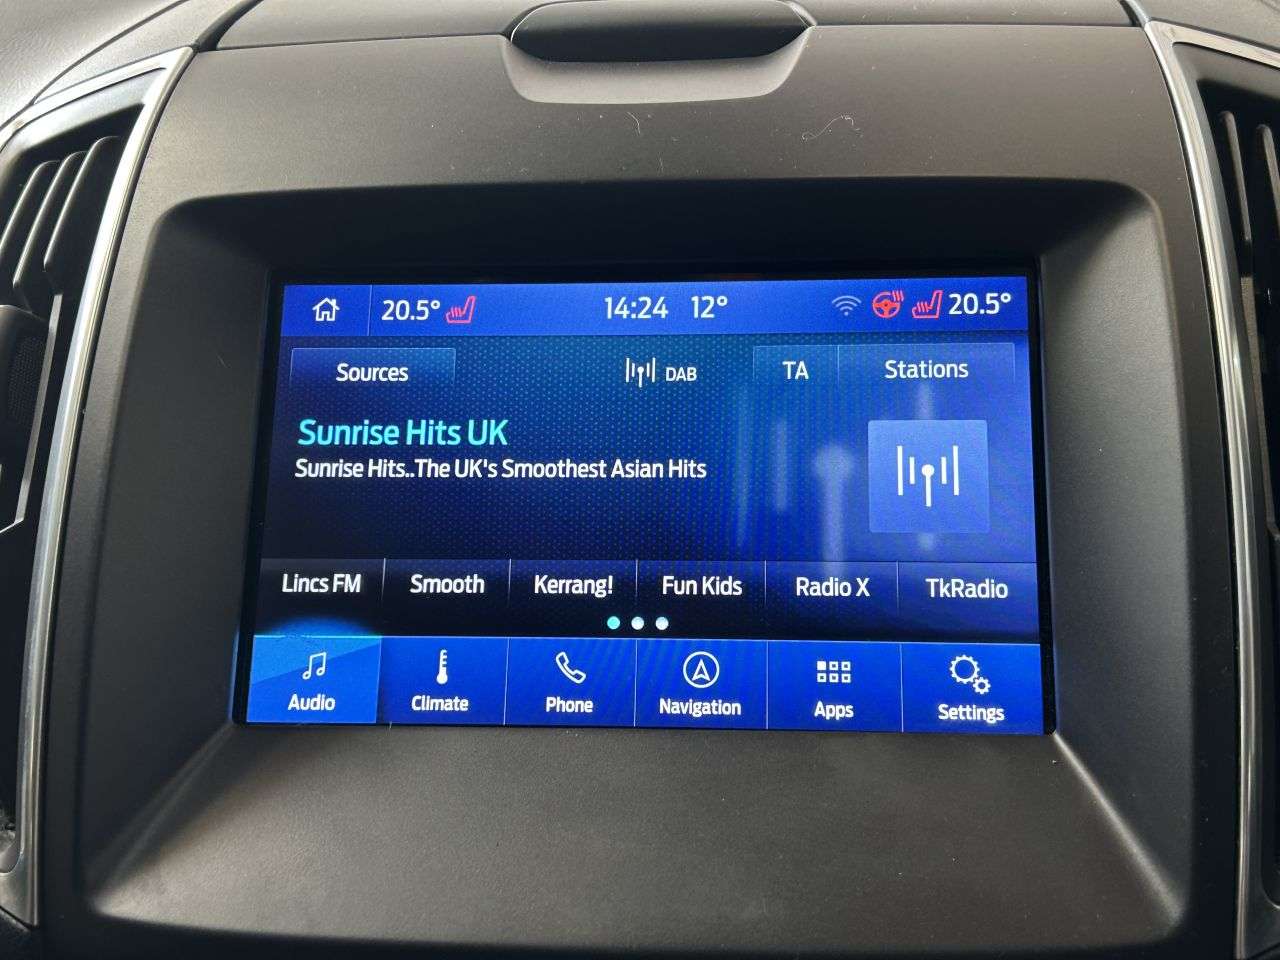 20.5° 14:24 12° 20.5°
Sources DAB TA Stations
Sunrise Hits UK
Sunrise Hits..The UK's Smoothest Asian Hits
Lincs FM Smooth Kerrang! Fun Kids Radio X TkRadio
Audio Climate Phone Navigation Apps Settings